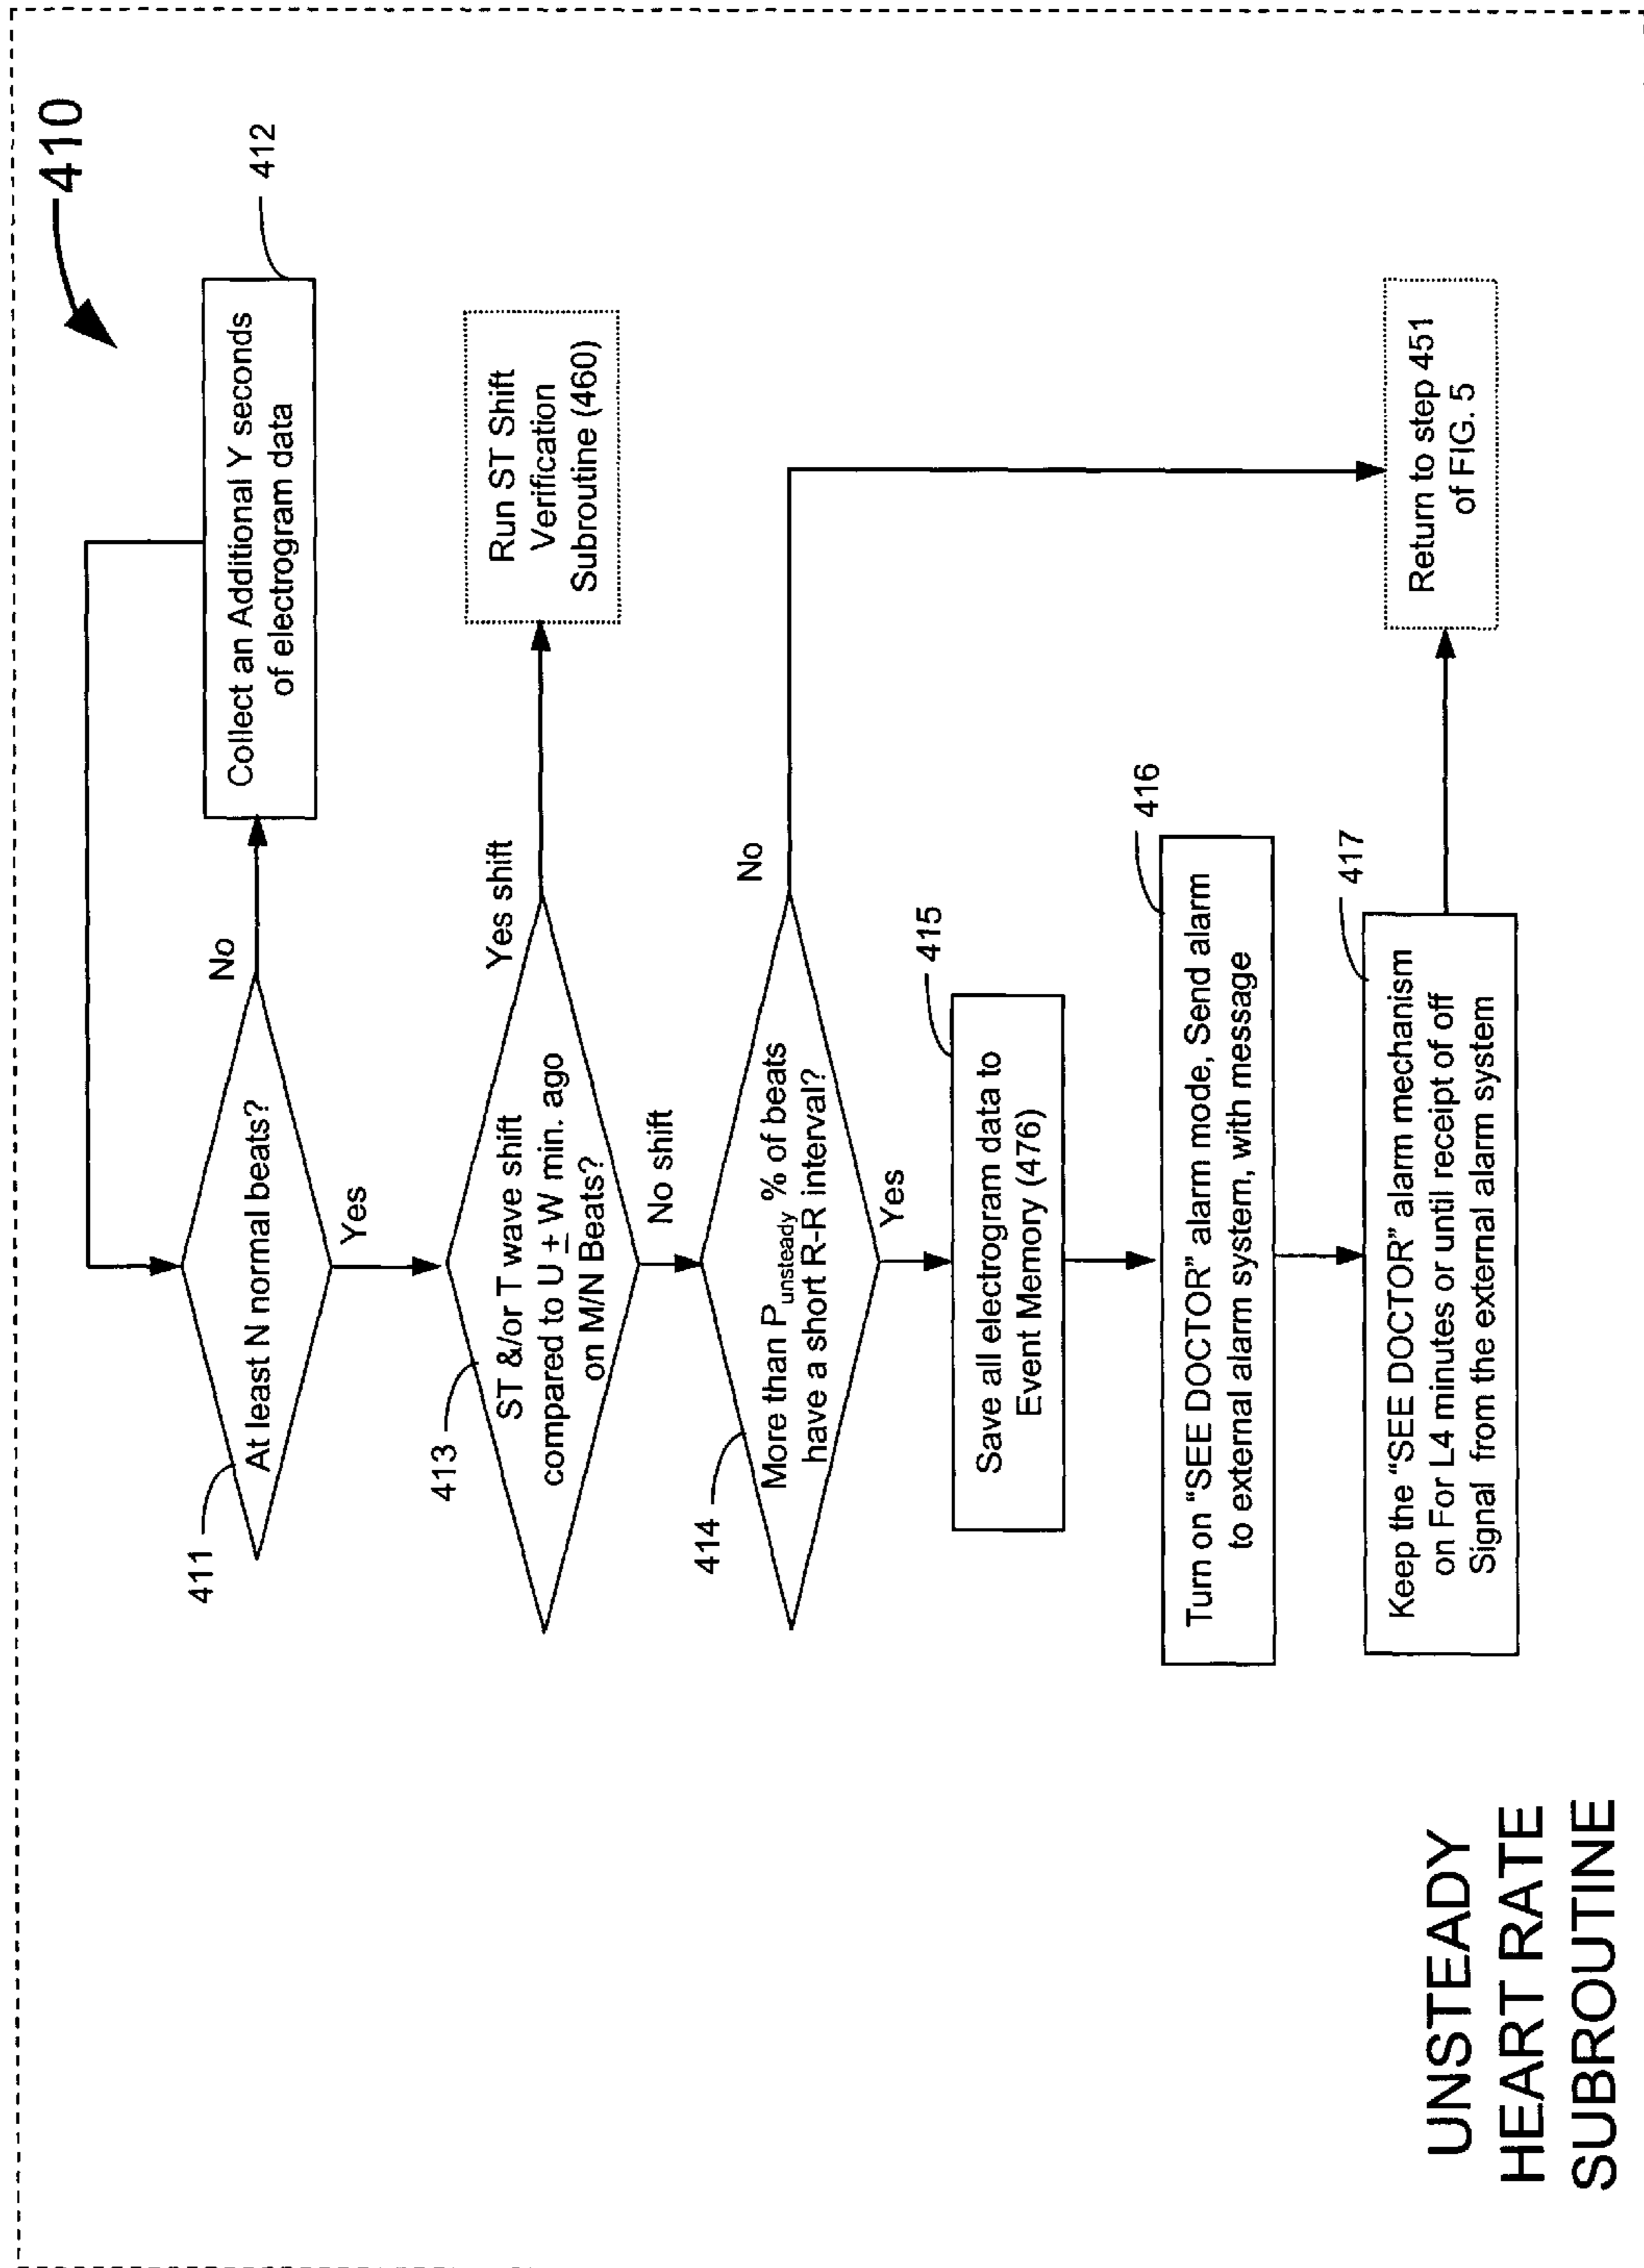 410
412
Collect an Additional Y seconds
of electrogram data
No
411
At least N normal beats?
Yes
413
ST &/or T wave shift
compared to U ± W min. ago
on M/N Beats?
Yes shift
Run ST Shift
Verification
Subroutine (460)
No shift
414
More than Punsteady % of beats
have a short R-R interval?
No
Yes
415
Save all electrogram data to
Event Memory (476)
416
Turn on “SEE DOCTOR” alarm mode, Send alarm
to external alarm system, with message
417
Keep the “SEE DOCTOR” alarm mechanism
on For L4 minutes or until receipt of off
Signal from the external alarm system
Return to step 451
of FIG. 5
UNSTEADY
HEART RATE
SUBROUTINE